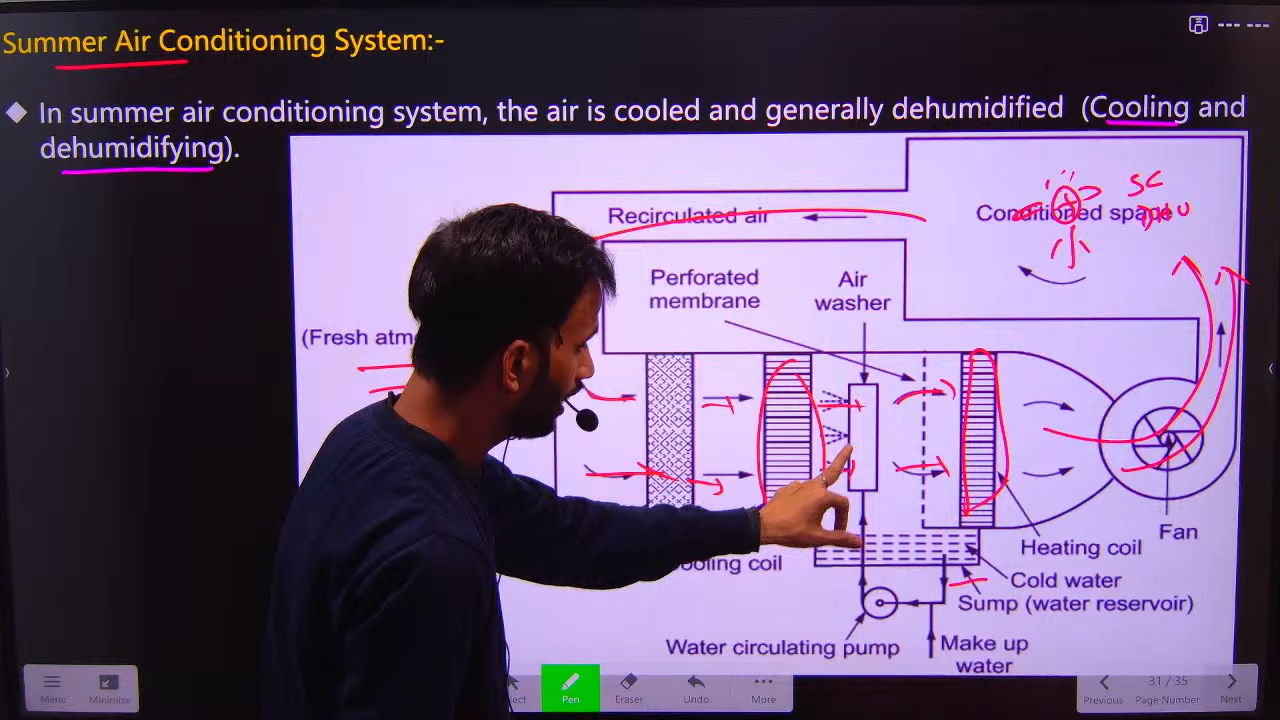 Summer Air Conditioning System:-
◆ In summer air conditioning system, the air is cooled and generally dehumidified (Cooling and
dehumidifying).
Recirculated air
Conditioned space
SC
DHU
Perforated
membrane
Air
washer
(Fresh atm
Fan
Heating coil
oling coil
Cold water
Sump (water reservoir)
Water circulating pump
Make up
water
Menu
Minimize
ect
Pen
Eraser
Undo
More
Previous
31 / 35
Page Number
Next